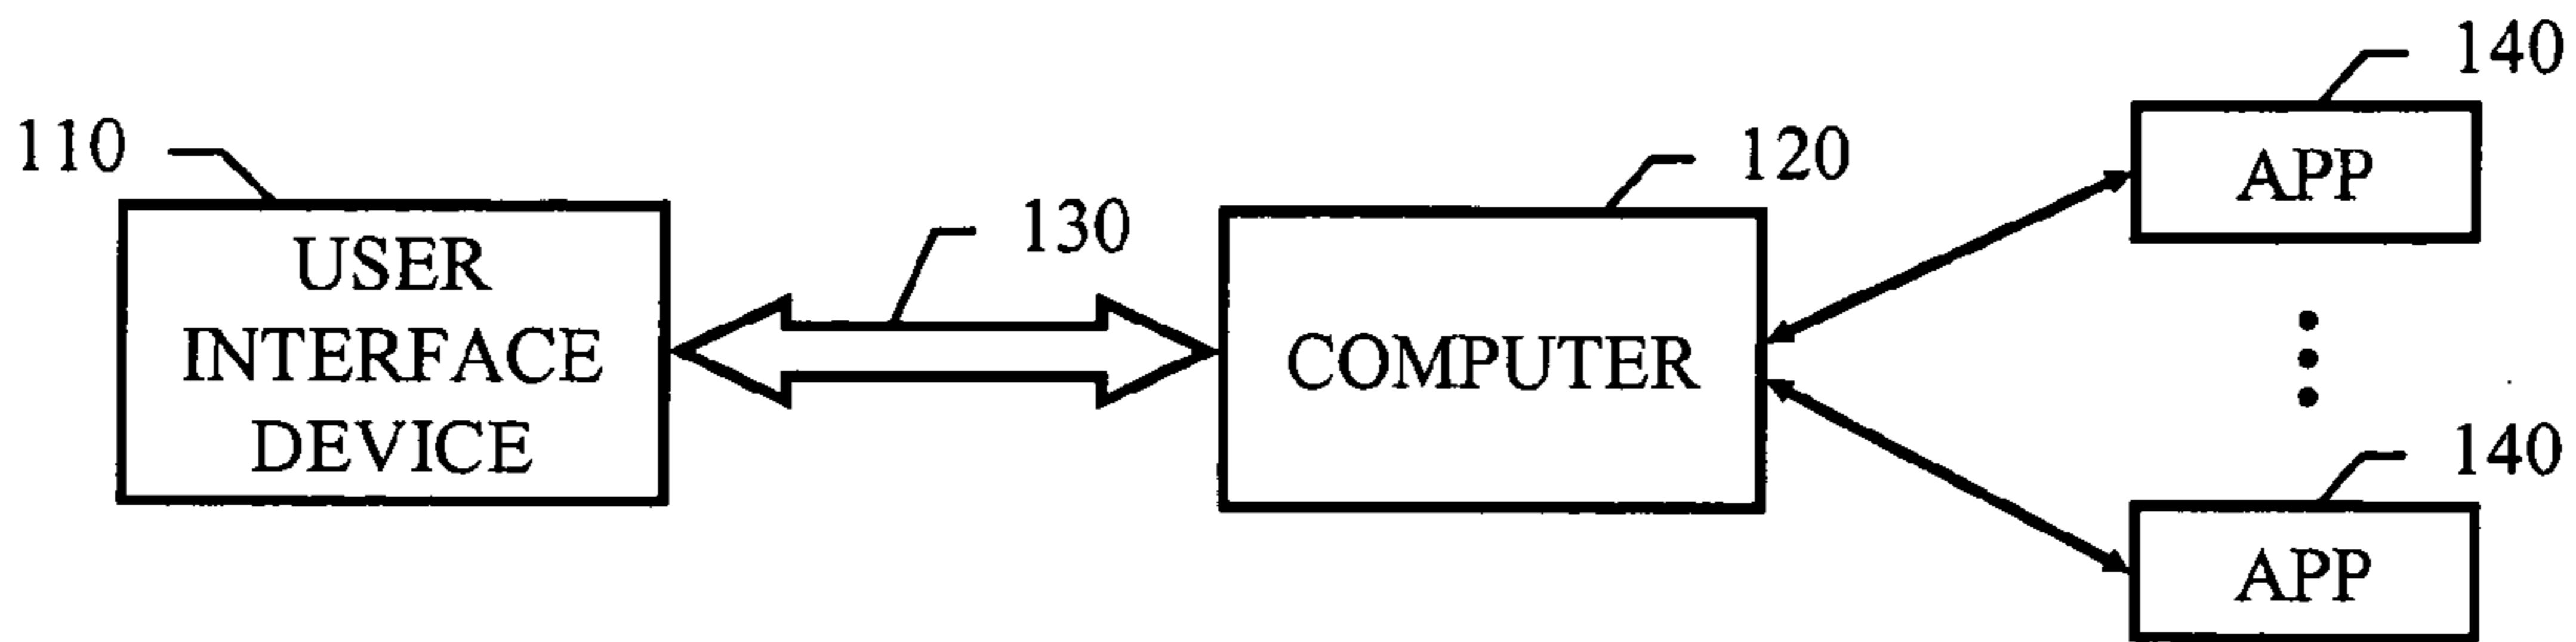 140
110
120
APP
130
USER
INTERFACE
DEVICE
COMPUTER
140
APP